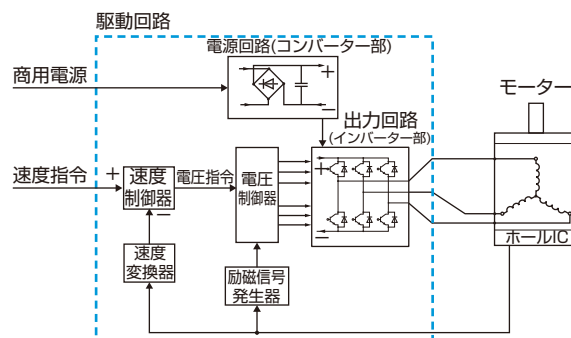 駆動回路
電源回路(コンバーター部)
商用電源
+
−
モーター
出力回路
(インバーター部)
速度指令
+
速度
制御器
−
電圧指令
電圧
制御器
+
−
ホールIC
速度
変換器
励磁信号
発生器